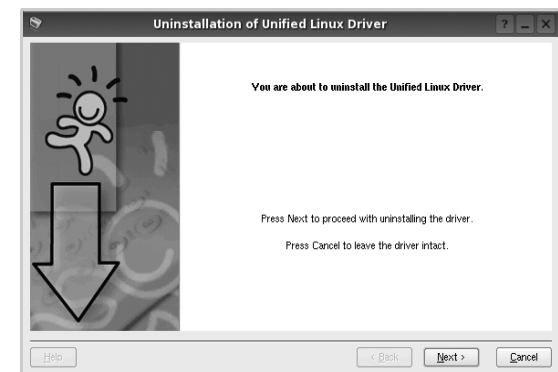 Uninstallation of Unified Linux Driver
You are about to uninstall the Unified Linux Driver.
Press Next to proceed with uninstalling the driver.
Press Cancel to leave the driver intact.
Help
< Back
Next >
Cancel